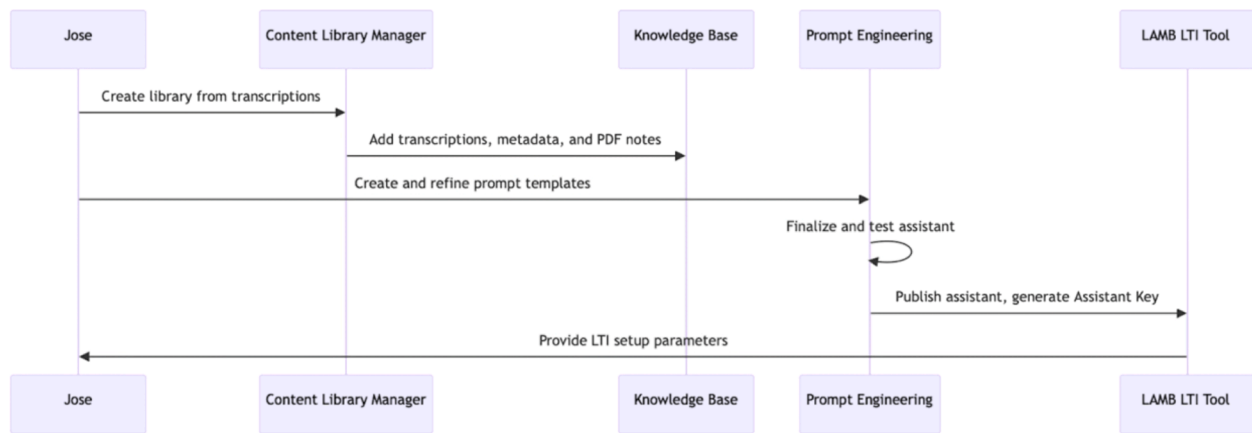 Jose
Content Library Manager
Knowledge Base
Prompt Engineering
LAMB LTI Tool
Create library from transcriptions
Add transcriptions, metadata, and PDF notes
Create and refine prompt templates
Finalize and test assistant
Publish assistant, generate Assistant Key
Provide LTI setup parameters
Jose
Content Library Manager
Knowledge Base
Prompt Engineering
LAMB LTI Tool